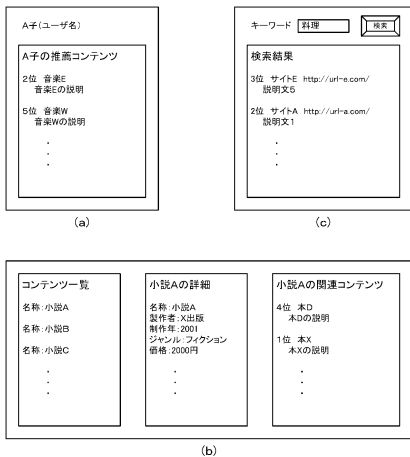 A子(ユーザ名)
A子の推薦コンテンツ
2位 音楽E
音楽Eの説明
5位 音楽W
音楽Wの説明
・
・
・
(a)
キーワード 料理 検索
検索結果
3位 サイトE http://url-e.com/
説明文5
2位 サイトA http://url-a.com/
説明文1
・
・
・
(c)
コンテンツ一覧
名称:小説A
名称:小説B
名称:小説C
・
・
・
小説Aの詳細
名称:小説A
製作者:X出版
制作年:2001
ジャンル:フィクション
価格:2000円
・
・
・
小説Aの関連コンテンツ
4位 本D
本Dの説明
1位 本X
本Xの説明
・
・
・
(b)